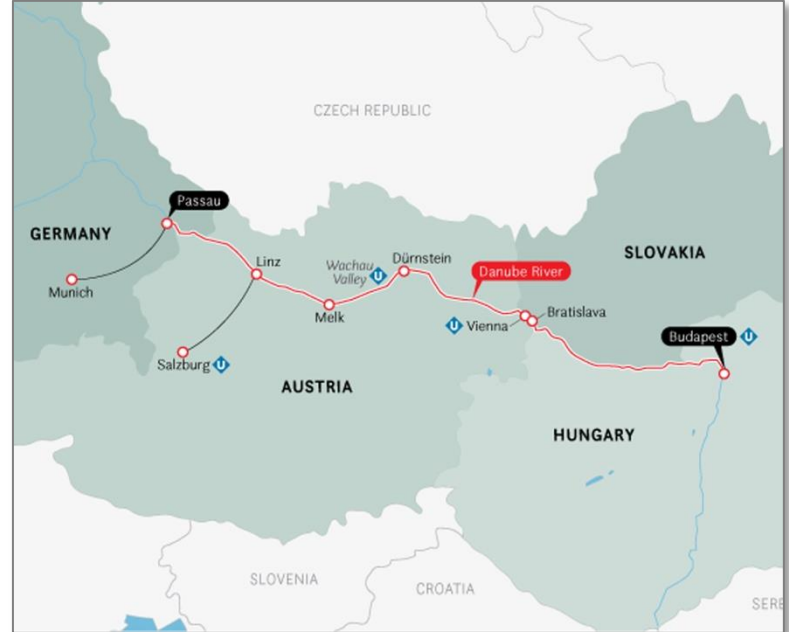 CZECH REPUBLIC
Passau
GERMANY
SLOVAKIA
Linz
Dürnstein
Wachau
Valley
U
Danube River
Munich
Melk
U
Vienna
Bratislava
Budapest
U
Salzburg
U
AUSTRIA
HUNGARY
SLOVENIA
CROATIA
SERB